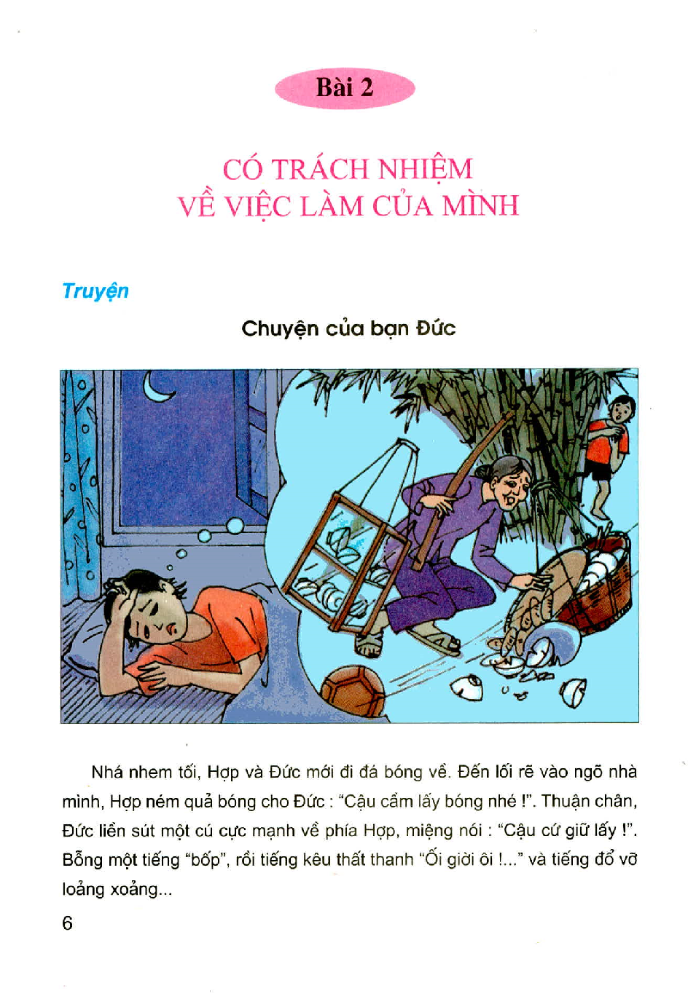 Bài 2
CÓ TRÁCH NHIỆM
VỀ VIỆC LÀM CỦA MÌNH
Truyện
Chuyện của bạn Đức
Nhá nhem tối, Hợp và Đức mới đi đá bóng về. Đến lối rẽ vào ngõ nhà
mình, Hợp ném quả bóng cho Đức : “Cậu cầm lấy bóng nhé !”. Thuận chân,
Đức liền sút một cú cực mạnh về phía Hợp, miệng nói : “Cậu cứ giữ lấy !”.
Bỗng một tiếng “bốp”, rồi tiếng kêu thất thanh “Ối giời ôi !...” và tiếng đổ vỡ
loảng xoảng...
6